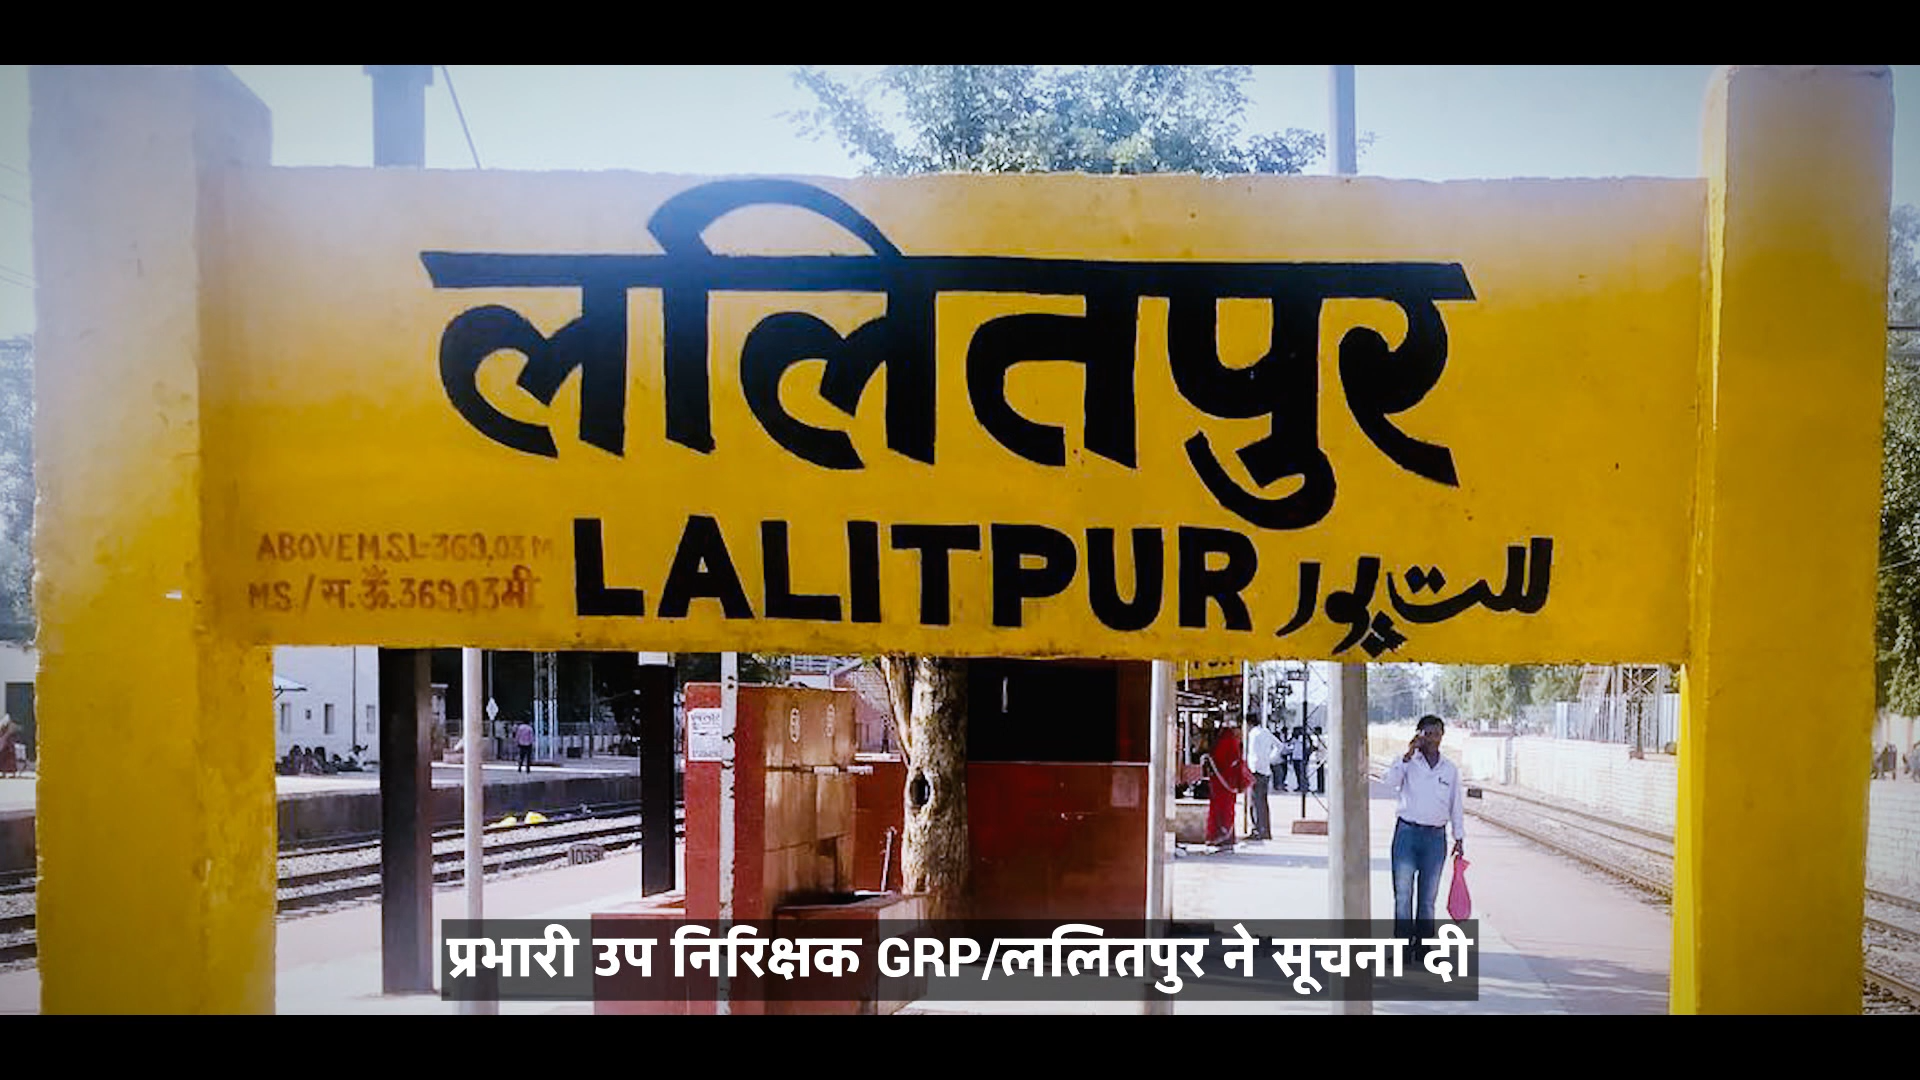 ललितपुर
LALITPUR للت پور
ABOVE M.S.L-369.03 M
M.S./स.ऊँ.369.03मी
प्रभारी उप निरिक्षक GRP/ललितपुर ने सूचना दी